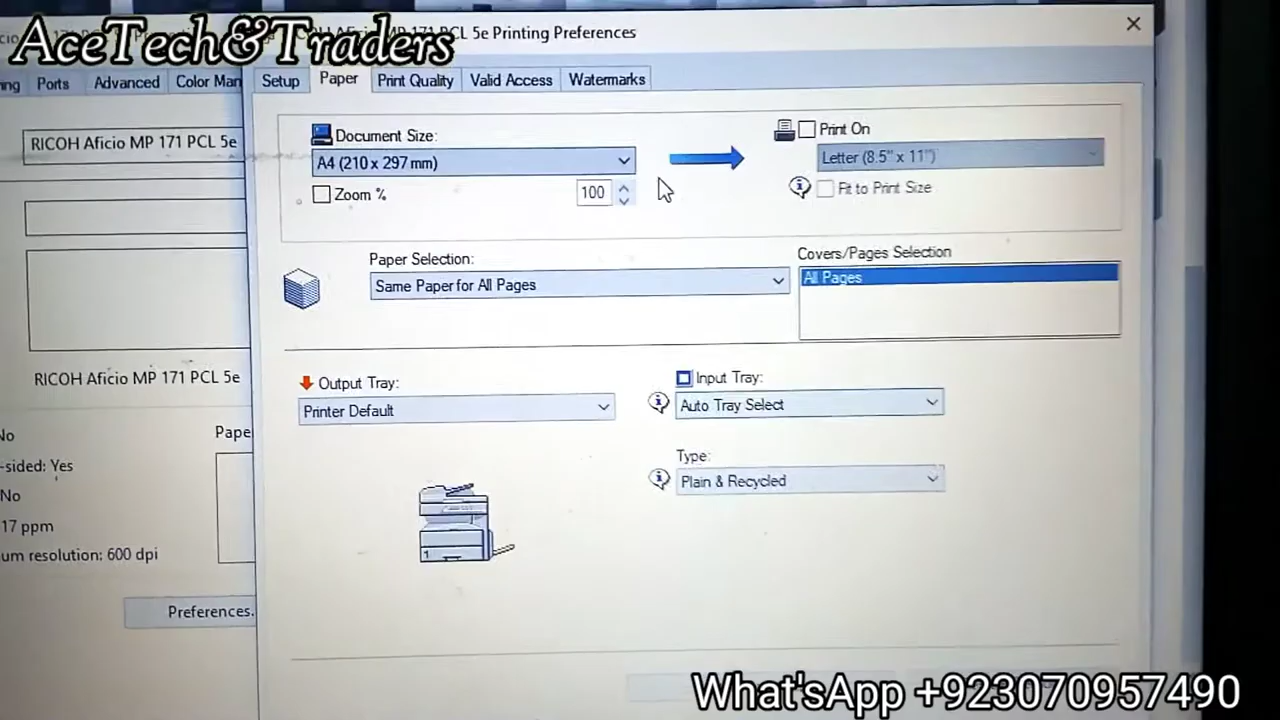 AceTech&Traders
5e Printing Preferences
Ports
Advanced
Color Man
Setup
Paper
Print Quality
Valid Access
Watermarks
RICOH Aficio MP 171 PCL 5e
Document Size:
A4 (210 x 297 mm)
Zoom %
100
Print On
Letter (8.5" x 11")
Fit to Print Size
Paper Selection:
Same Paper for All Pages
Covers/Pages Selection
All Pages
RICOH Aficio MP 171 PCL 5e
Output Tray:
Printer Default
Input Tray:
Auto Tray Select
Type:
Plain & Recycled
No
Pape
-sided: Yes
No
17 ppm
um resolution: 600 dpi
Preferences.
1
What'sApp +923070957490